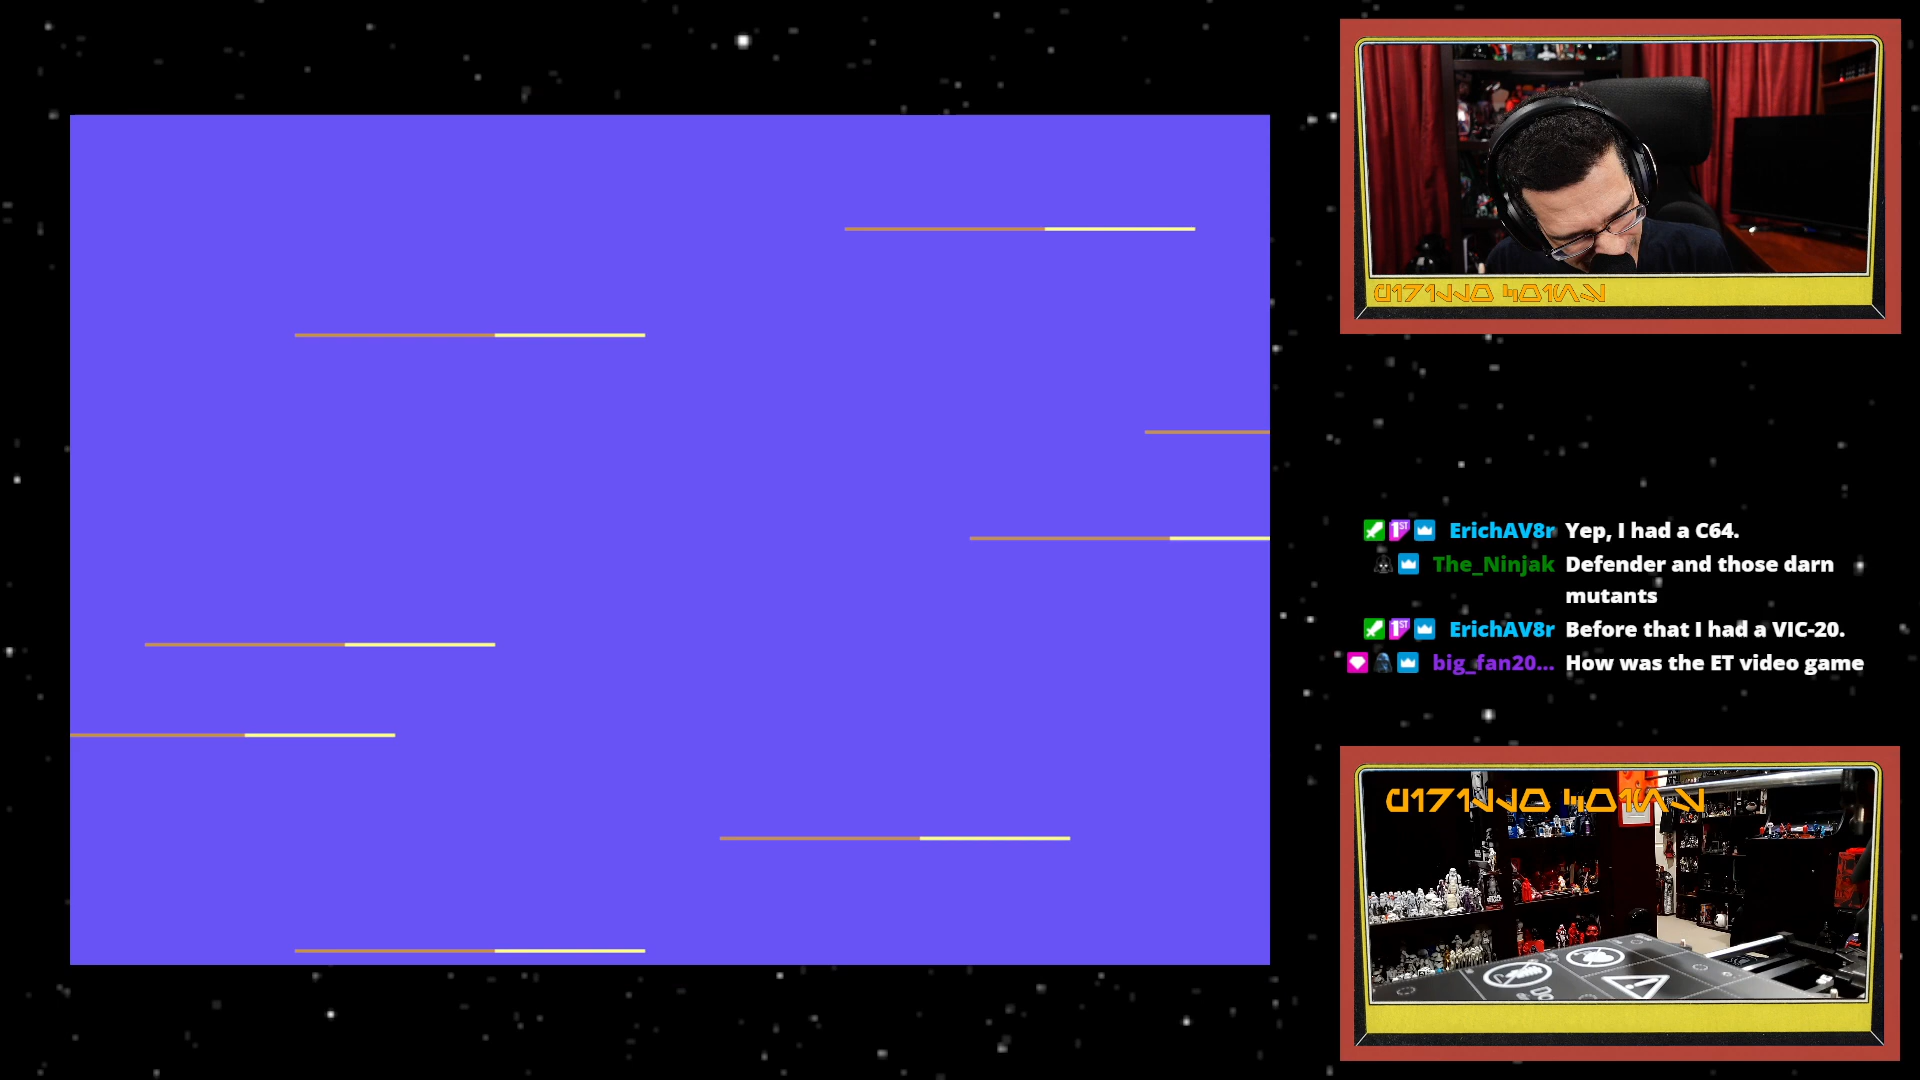 ErichAV8r Yep, I had a C64.
The_Ninjak Defender and those darn
mutants
ErichAV8r Before that I had a VIC-20.
big_fan20... How was the ET video game